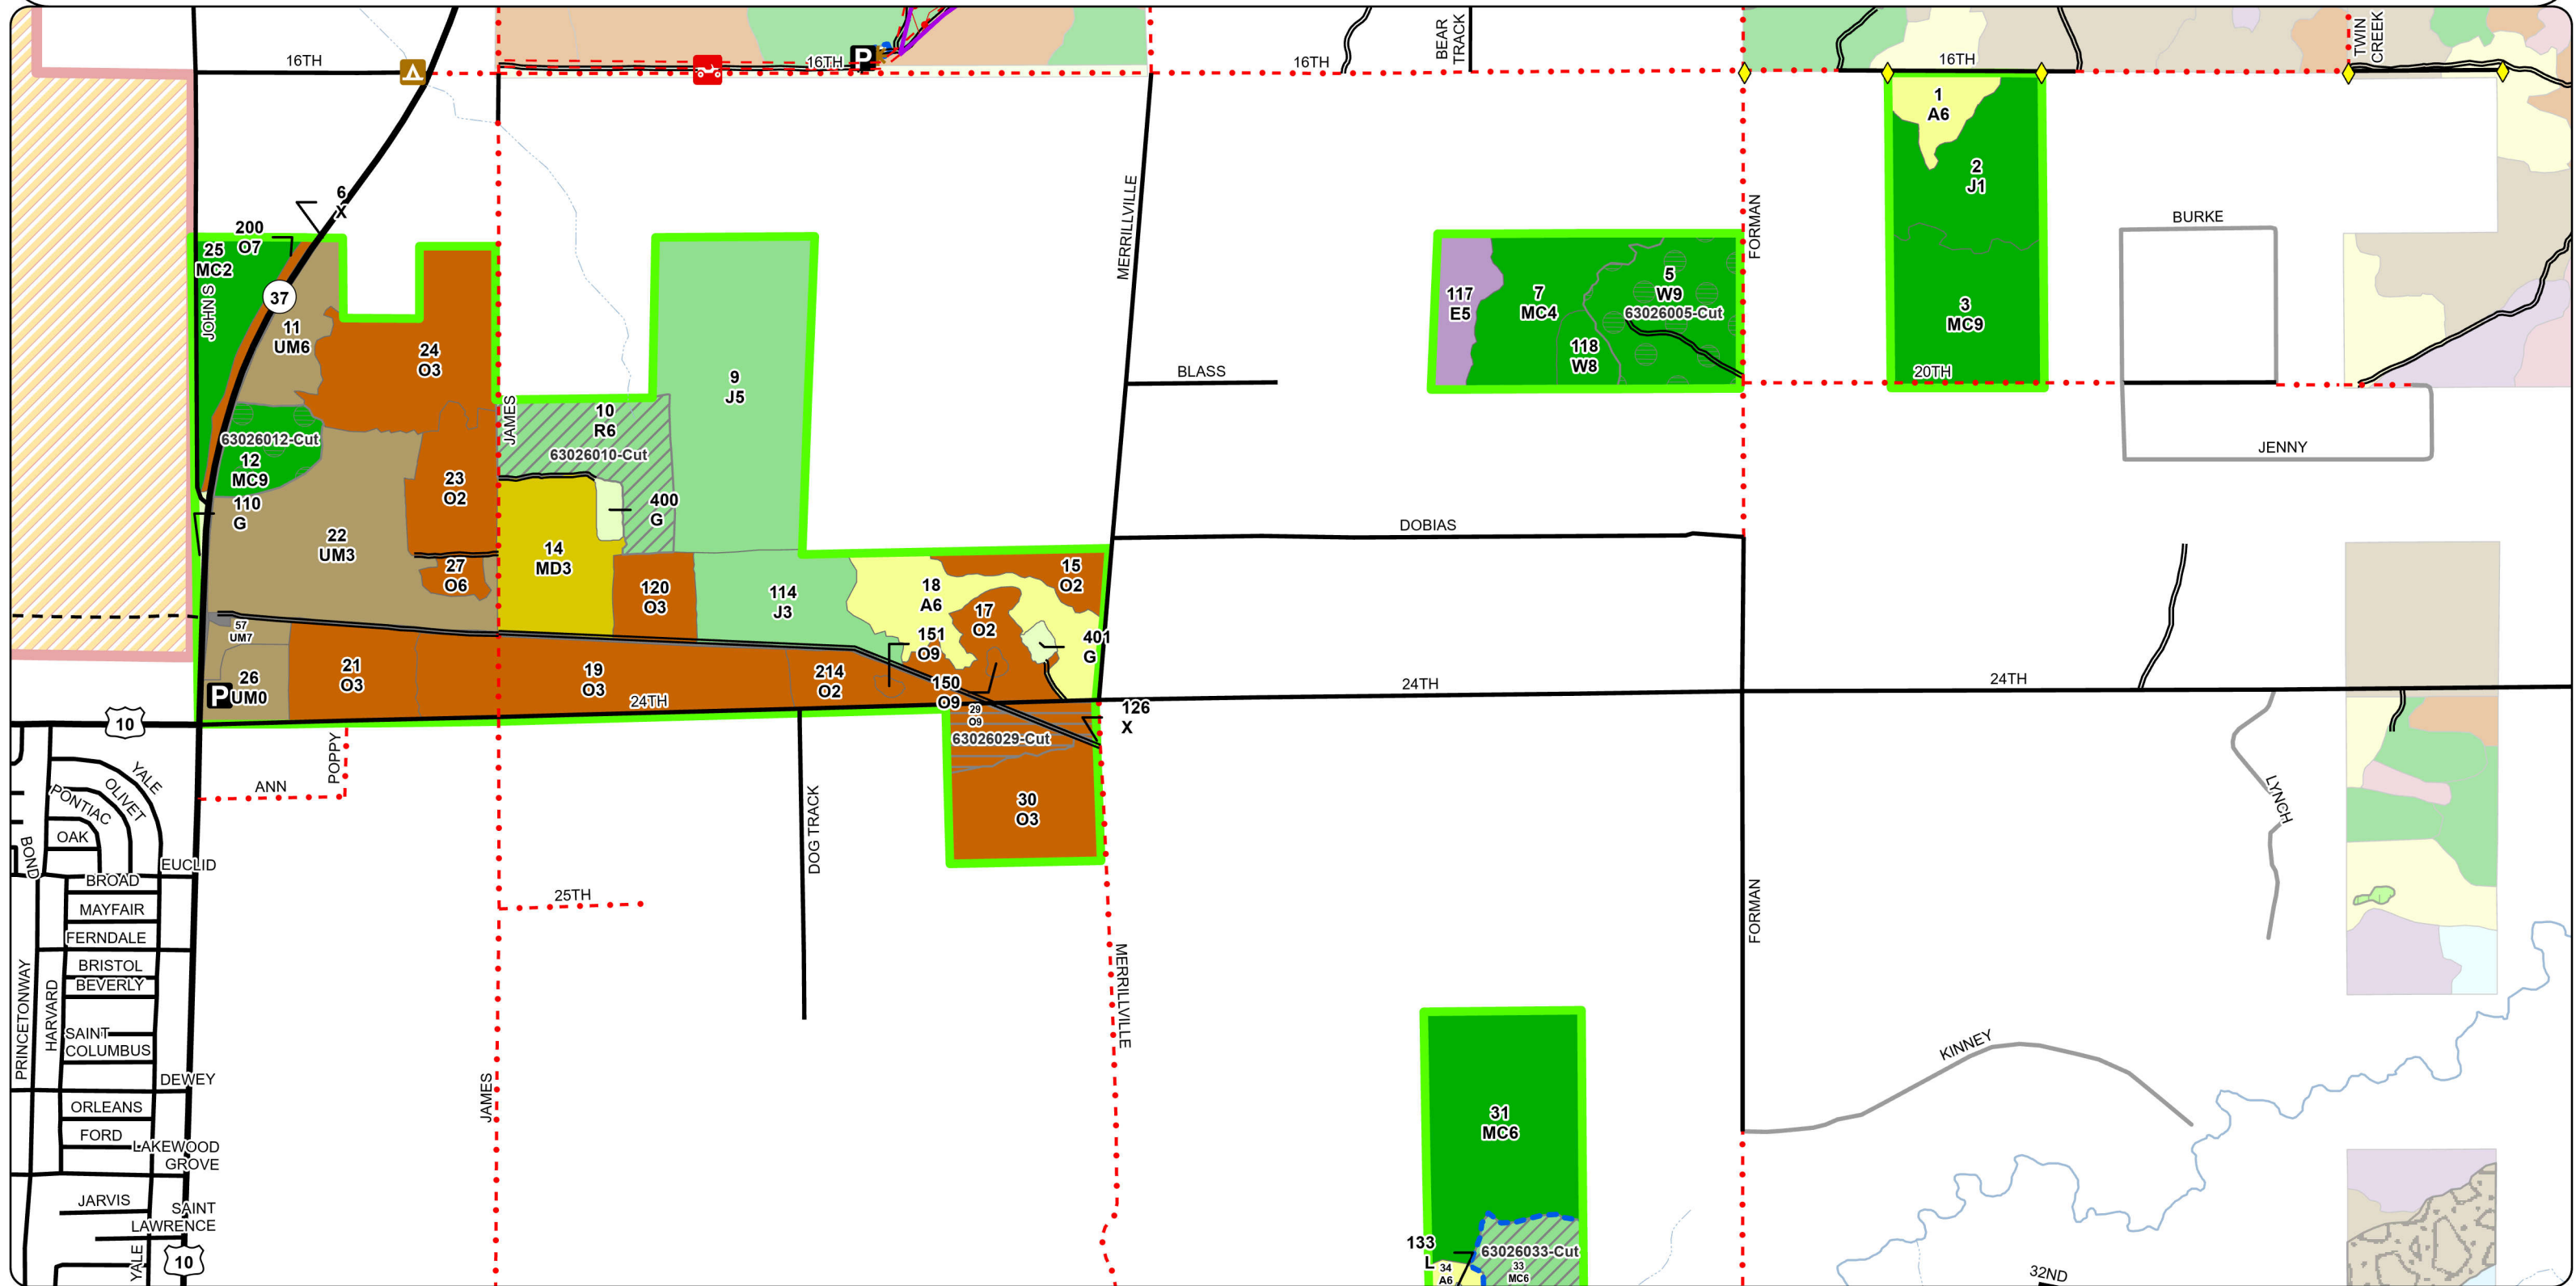 16TH
16TH
P
16TH
BEAR
TRACK
16TH
TWIN
CREEK
1
A6
2
J1
3
MC9
20TH
BURKE
JENNY
6
X
200
O7
25
MC2
JOHN S
37
11
UM6
24
O3
63026012-Cut
12
MC9
110
G
22
UM3
23
O2
27
O6
JAMES
10
R6
63026010-Cut
9
J5
400
G
14
MD3
120
O3
114
J3
18
A6
15
O2
17
O2
151
O9
401
G
57
UM7
26
UM0
P
21
O3
19
O3
24TH
214
O2
150
O9
29
O9
63026029-Cut
126
X
30
O3
MERRILLVILLE
BLASS
DOBIAS
117
E5
7
MC4
5
W9
63026005-Cut
118
W8
FORMAN
24TH
24TH
10
POPPY
ANN
YALE
OLIVET
PONTIAC
OAK
BOND
EUCLID
BROAD
MAYFAIR
FERNDALE
BRISTOL
BEVERLY
PRINCETONWAY
HARVARD
SAINT
COLUMBUS
DEWEY
ORLEANS
FORD
LAKEWOOD
GROVE
JARVIS
SAINT
LAWRENCE
YALE
10
JAMES
25TH
DOG TRACK
MERRILLVILLE
FORMAN
LYNCH
KINNEY
31
MC6
133
L
34
A6
63026033-Cut
33
MC6
32ND